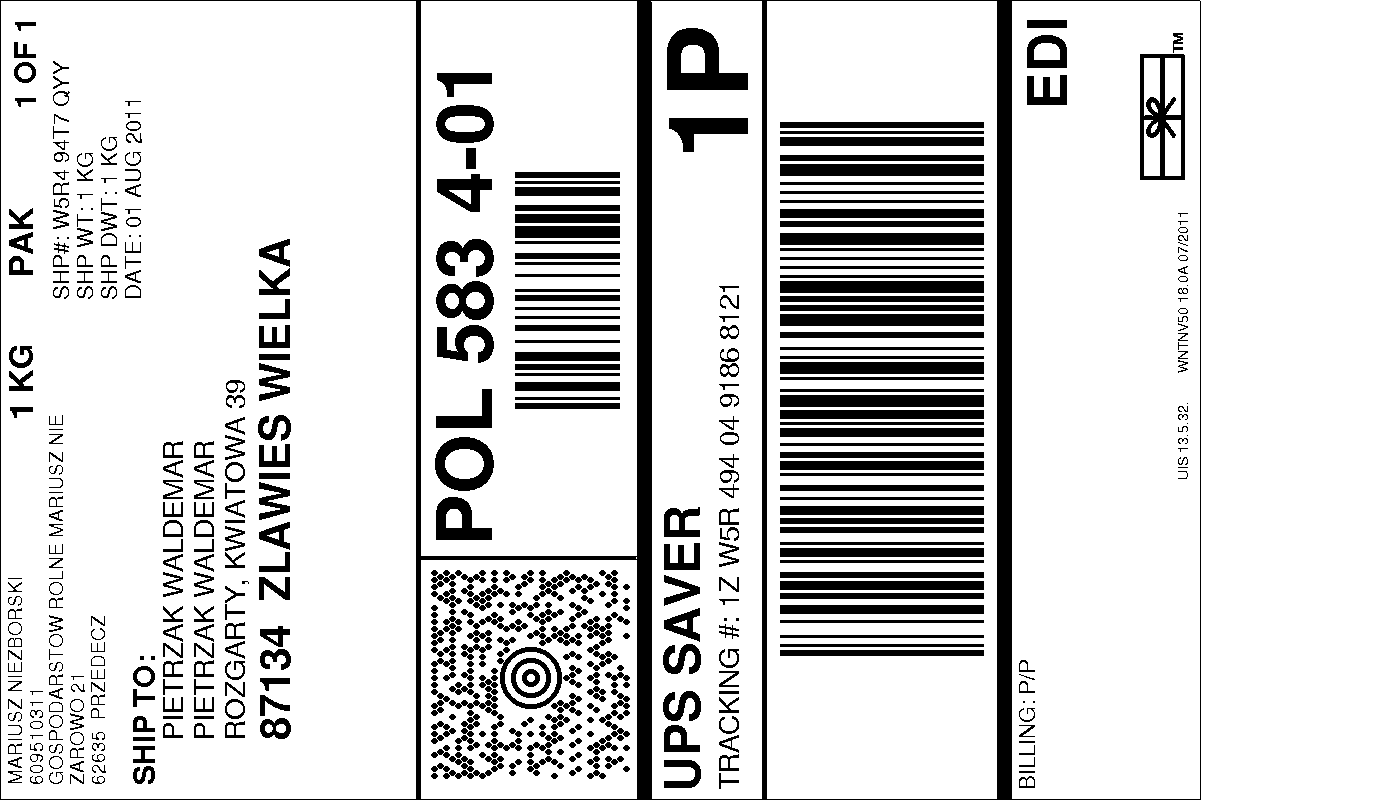 MARIUSZ NIEZBORSKI
609510311
GOSPODARSTOW ROLNE MARIUSZ NIE
ZAROWO 21
62635 PRZEDECZ
1 KG PAK 1 OF 1
SHP#: W5R4 94T7 QYY
SHP WT: 1 KG
SHP DWT: 1 KG
DATE: 01 AUG 2011
SHIP TO:
PIETRZAK WALDEMAR
PIETRZAK WALDEMAR
ROZGARTY, KWIATOWA 39
87134 ZLAWIES WIELKA
POL 583 4-01
UPS SAVER 1P
TRACKING #: 1Z W5R 494 04 9186 8121
BILLING: P/P
EDI
TM
UIS 13.5.32. WNTNV50 18.0A 07/2011